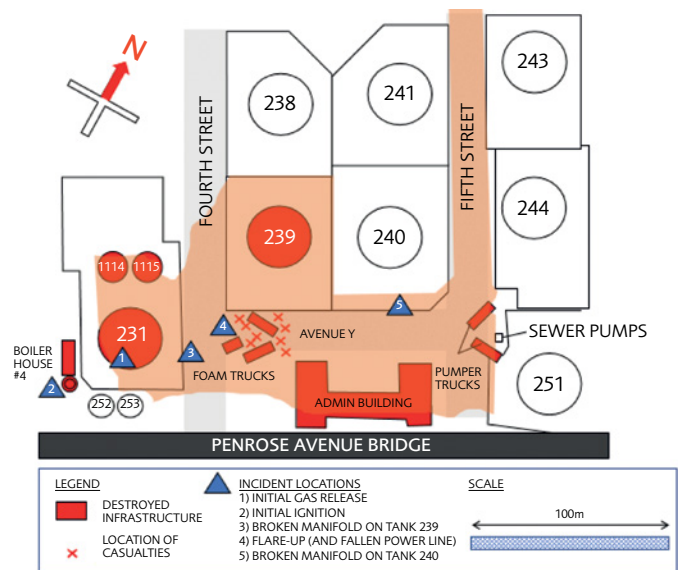 N
238
241
243
FOURTH STREET
FIFTH STREET
239
240
244
1114
1115
231
1
2
3
4
5
BOILER
HOUSE
#4
252
253
FOAM TRUCKS
AVENUE Y
ADMIN BUILDING
PUMPER
TRUCKS
SEWER PUMPS
251
PENROSE AVENUE BRIDGE
LEGEND
DESTROYED
INFRASTRUCTURE
LOCATION OF
CASUALTIES
INCIDENT LOCATIONS
1) INITIAL GAS RELEASE
2) INITIAL IGNITION
3) BROKEN MANIFOLD ON TANK 239
4) FLARE-UP (AND FALLEN POWER LINE)
5) BROKEN MANIFOLD ON TANK 240
SCALE
100m